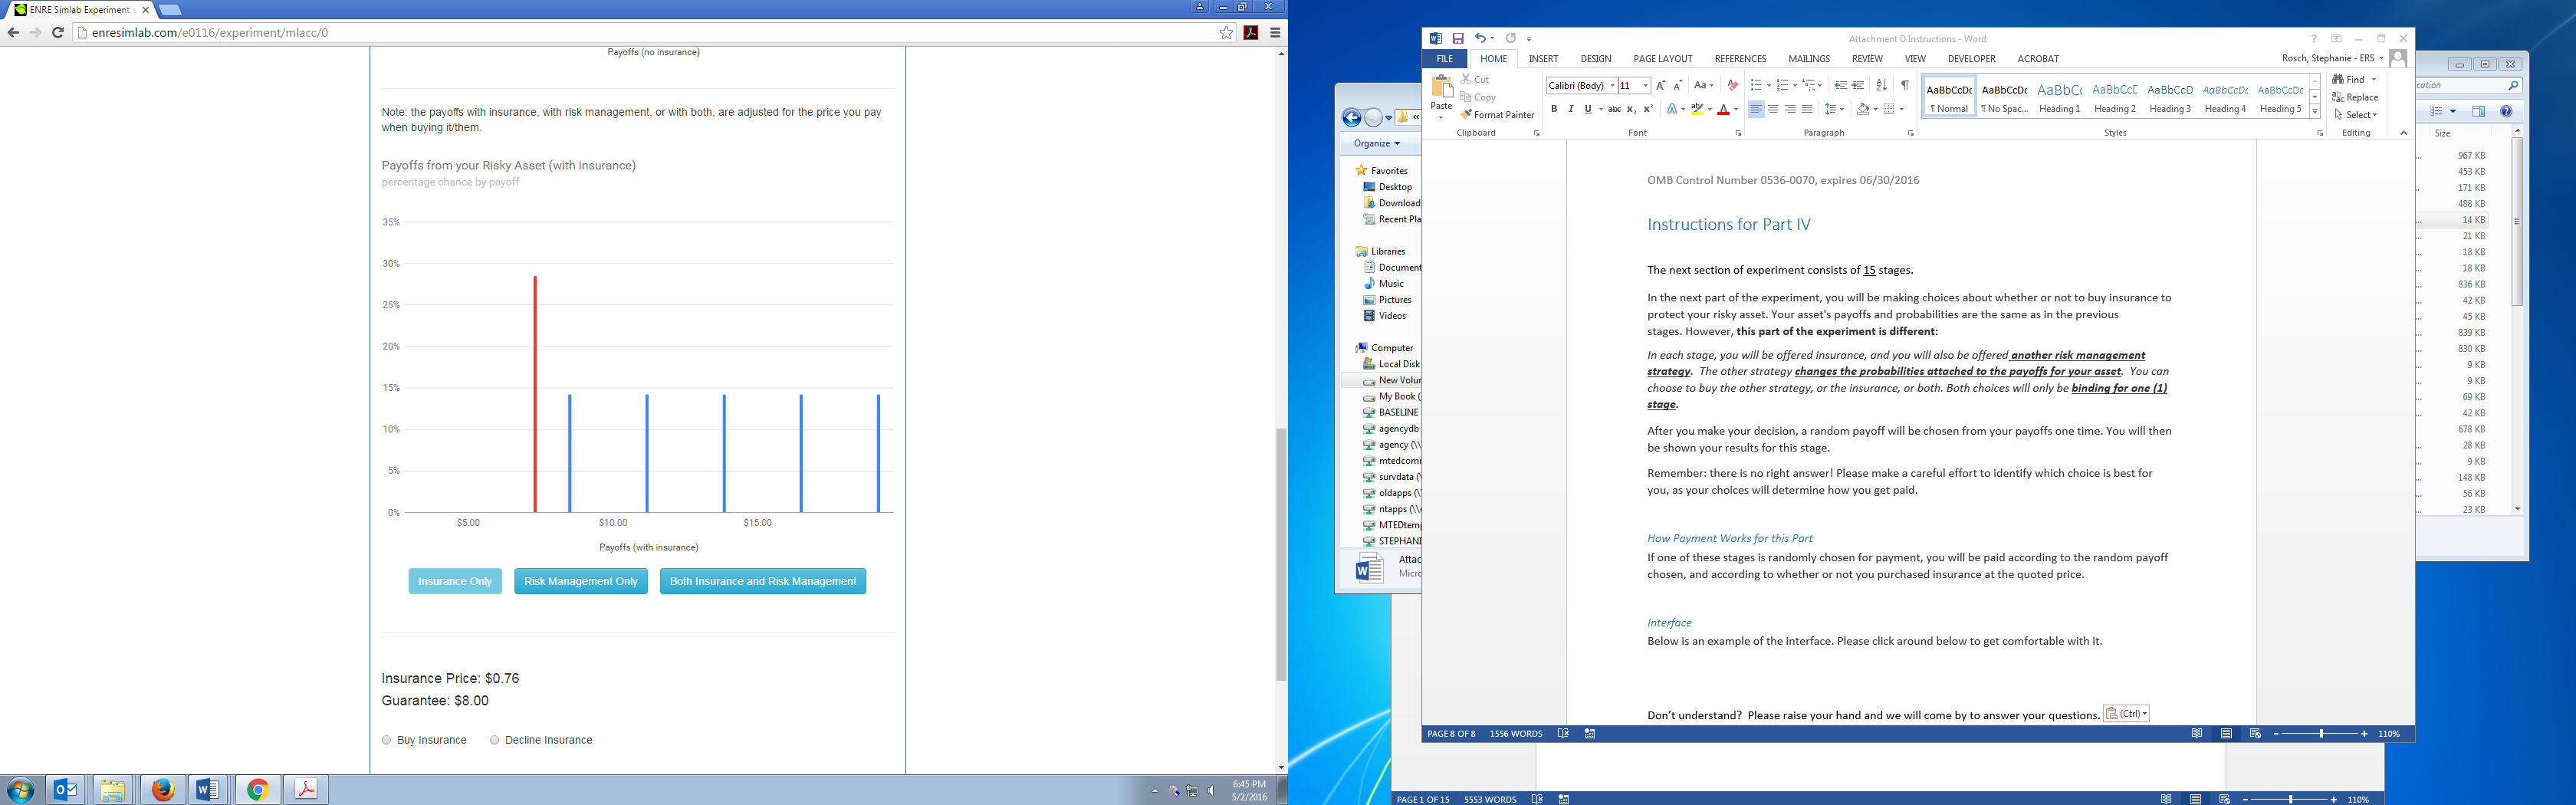 ENRE Simlab Experiment e
enresimlab.com/e0116/experiment/mlacc/0
Payoffs (no insurance)
Note: the payoffs with insurance, with risk management, or with both, are adjusted for the price you pay
when buying it/them.
Payoffs from your Risky Asset (with insurance)
percentage chance by payoff
35%
30%
25%
20%
15%
10%
5%
0%
$5.00 $10.00 $15.00
Payoffs (with insurance)
Insurance Only Risk Management Only Both Insurance and Risk Management
Insurance Price: $0.76
Guarantee: $8.00
Buy Insurance Decline Insurance
6:45 PM
5/2/2016
Organize
Favorites
Desktop
Download
Recent Pla
Libraries
Document
Music
Pictures
Videos
Computer
Local Disk
New Volur
My Book (
BASELINE
agencydb
agency (\\
mtedcomr
survdata (\
oldapps (\
ntapps (\\
MTEDtemp
STEPHANI
Attac
Micro
Attachment D Instructions - Word
FILE HOME INSERT DESIGN PAGE LAYOUT REFERENCES MAILINGS REVIEW VIEW DEVELOPER ACROBAT
Rosch, Stephanie - ERS
Paste
Cut
Copy
Format Painter
Clipboard
Calibri (Body) 11
Font
Paragraph
AaBbCcDc AaBbCcDc AaBbCc AaBbCcE AaBbCcD AaBbCcDc AaBbCcDc
¶ Normal ¶ No Spac... Heading 1 Heading 2 Heading 3 Heading 4 Heading 5
Styles
Find
Replace
Select
Editing
OMB Control Number 0536-0070, expires 06/30/2016
Instructions for Part IV
The next section of experiment consists of 15 stages.
In the next part of the experiment, you will be making choices about whether or not to buy insurance to
protect your risky asset. Your asset's payoffs and probabilities are the same as in the previous
stages. However, this part of the experiment is different:
In each stage, you will be offered insurance, and you will also be offered another risk management
strategy. The other strategy changes the probabilities attached to the payoffs for your asset. You can
choose to buy the other strategy, or the insurance, or both. Both choices will only be binding for one (1)
stage.
After you make your decision, a random payoff will be chosen from your payoffs one time. You will then
be shown your results for this stage.
Remember: there is no right answer! Please make a careful effort to identify which choice is best for
you, as your choices will determine how you get paid.
How Payment Works for this Part
If one of these stages is randomly chosen for payment, you will be paid according to the random payoff
chosen, and according to whether or not you purchased insurance at the quoted price.
Interface
Below is an example of the interface. Please click around below to get comfortable with it.
Don't understand? Please raise your hand and we will come by to answer your questions.
(Ctrl)
PAGE 8 OF 8 1556 WORDS 110%
PAGE 1 OF 15 5553 WORDS 110%
cation
Size
967 KB
453 KB
171 KB
488 KB
14 KB
21 KB
18 KB
18 KB
836 KB
42 KB
45 KB
839 KB
830 KB
9 KB
9 KB
69 KB
42 KB
678 KB
28 KB
9 KB
148 KB
56 KB
23 KB